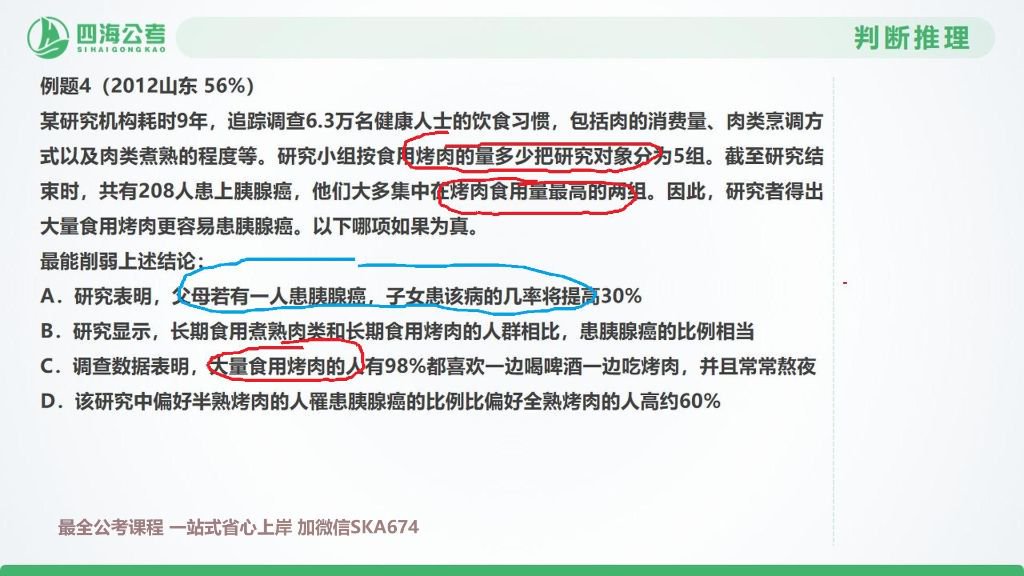 四海公考
SIHAIGONGKAO
判断推理
例题4（2012山东 56%）
某研究机构耗时9年，追踪调查6.3万名健康人士的饮食习惯，包括肉的消费量、肉类烹调方
式以及肉类煮熟的程度等。研究小组按食用烤肉的量多少把研究对象分为5组。截至研究结
束时，共有208人患上胰腺癌，他们大多集中在烤肉食用量最高的两组。因此，研究者得出
大量食用烤肉更容易患胰腺癌。以下哪项如果为真。
最能削弱上述结论：
A．研究表明，父母若有一人患胰腺癌，子女患该病的几率将提高30%
B．研究显示，长期食用煮熟肉类和长期食用烤肉的人群相比，患胰腺癌的比例相当
C．调查数据表明，大量食用烤肉的人有98%都喜欢一边喝啤酒一边吃烤肉，并且常常熬夜
D．该研究中偏好半熟烤肉的人罹患胰腺癌的比例比偏好全熟烤肉的人高约60%
最全公考课程 一站式省心上岸 加微信SKA674